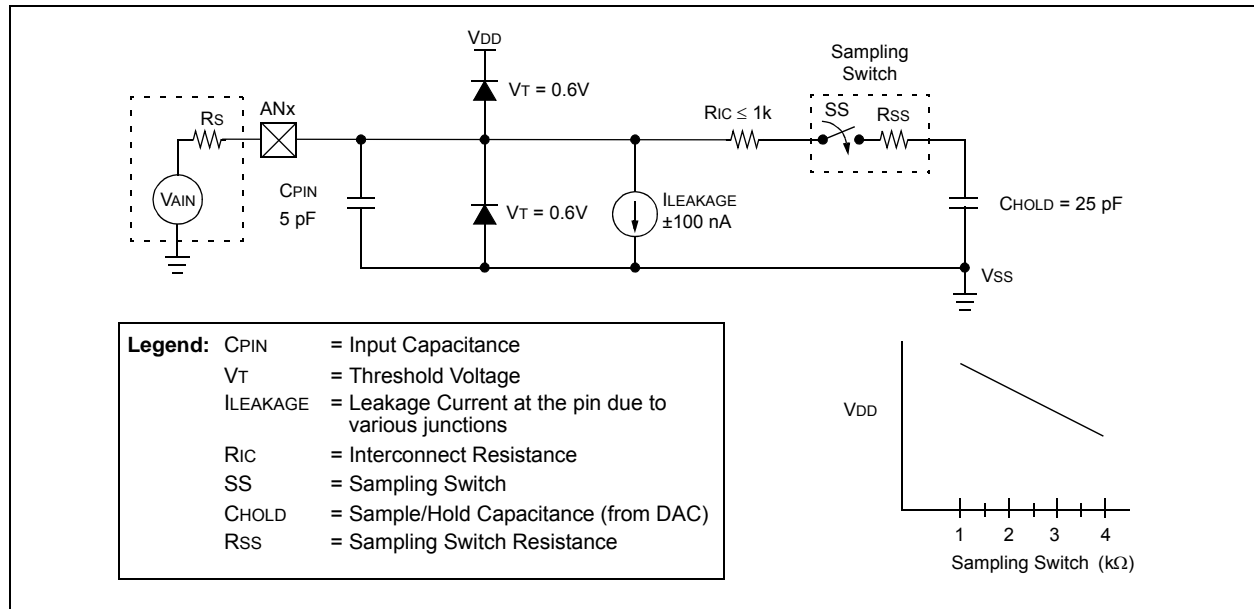 VDD
Sampling
Switch
VT = 0.6V
RS
ANx
RIC ≤ 1k
SS
RSS
VAIN
CPIN
5 pF
VT = 0.6V
ILEAKAGE
±100 nA
CHOLD = 25 pF
VSS
Legend: CPIN = Input Capacitance
VT = Threshold Voltage
ILEAKAGE = Leakage Current at the pin due to
various junctions
RIC = Interconnect Resistance
SS = Sampling Switch
CHOLD = Sample/Hold Capacitance (from DAC)
RSS = Sampling Switch Resistance
VDD
1 2 3 4
Sampling Switch (kΩ)